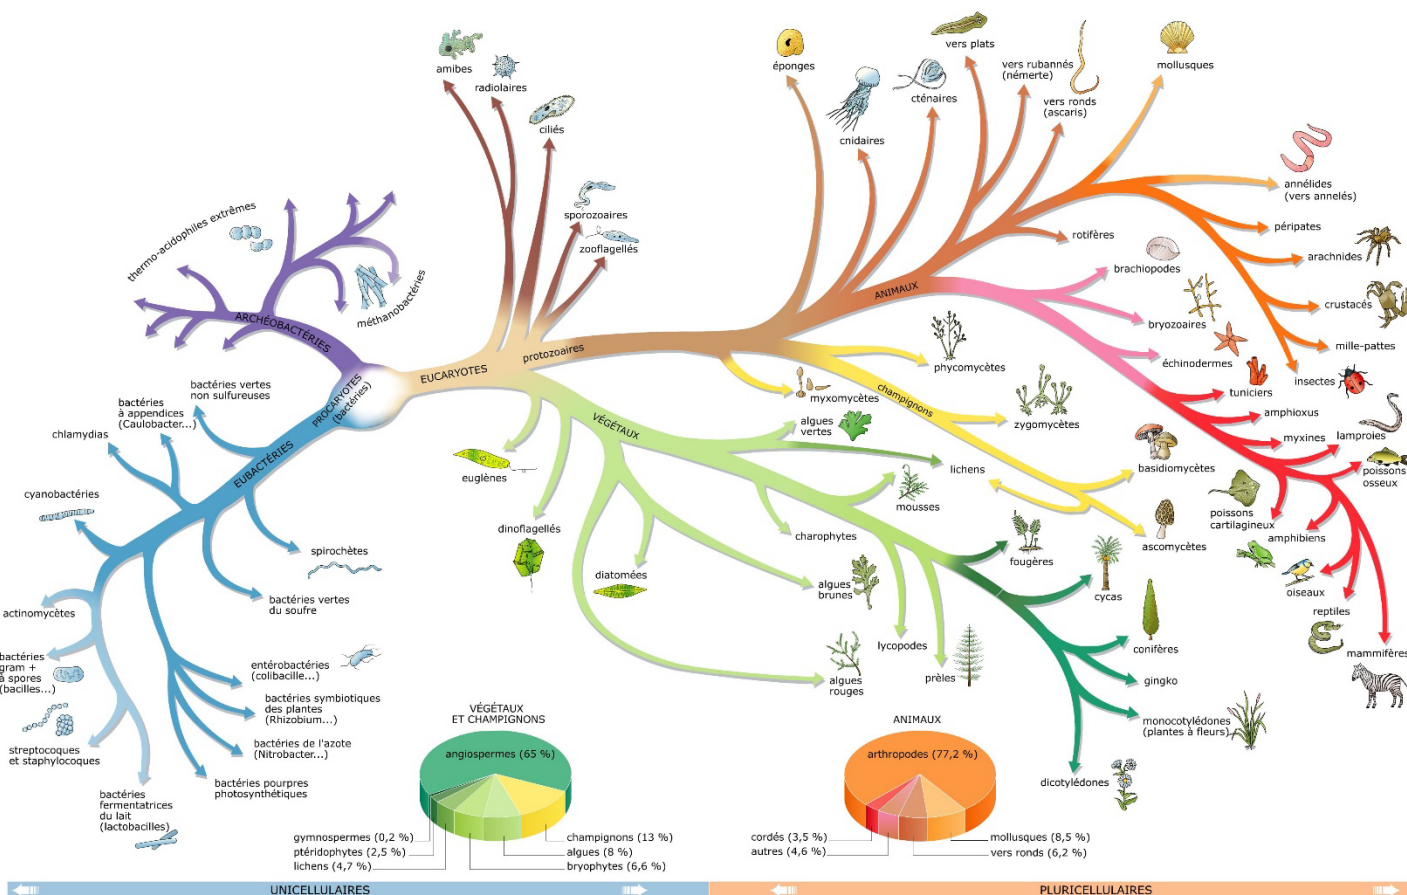 amibes
radiolaires
ciliés
sporozoaires
zooflagellés
éponges
cnidaires
cténaires
vers plats
vers rubannés
(némerte)
vers ronds
(ascaris)
mollusques
annélides
(vers annelés)
péripates
arachnides
crustacés
mille-pattes
insectes
rotifères
brachiopodes
bryozoaires
échinodermes
tuniciers
amphioxus
myxines
lamproies
poissons
osseux
poissons
cartilagineux
amphibiens
oiseaux
reptiles
mammifères
ANIMAUX
thermo-acidophiles extrêmes
méthanobactéries
ARCHÉOBACTÉRIES
PROCARYOTES
(bactéries)
EUCARYOTES
protozoaires
EUBACTÉRIES
bactéries vertes
non sulfureuses
bactéries
à appendices
(Caulobacter...)
chlamydias
cyanobactéries
actinomycètes
bactéries
gram +
à spores
(bacilles...)
streptocoques
et staphylocoques
bactéries
fermentatrices
du lait
(lactobacilles)
bactéries pourpres
photosynthétiques
bactéries de l'azote
(Nitrobacter...)
bactéries symbiotiques
des plantes
(Rhizobium...)
entérobactéries
(colibacille...)
bactéries vertes
du soufre
spirochètes
VÉGÉTAUX
euglènes
dinoflagellés
diatomées
algues
vertes
lichens
mousses
charophytes
algues
brunes
algues
rouges
lycopodes
prèles
fougères
cycas
conifères
gingko
monocotylédones
(plantes à fleurs)
dicotylédones
champignons
myxomycètes
phycomycètes
zygomycètes
basidiomycètes
ascomycètes
VÉGÉTAUX
ET CHAMPIGNONS
angiospermes (65 %)
gymnospermes (0,2 %)
ptéridophytes (2,5 %)
lichens (4,7 %)
champignons (13 %)
algues (8 %)
bryophytes (6,6 %)
ANIMAUX
arthropodes (77,2 %)
cordés (3,5 %)
autres (4,6 %)
mollusques (8,5 %)
vers ronds (6,2 %)
UNICELLULAIRES
PLURICELLULAIRES